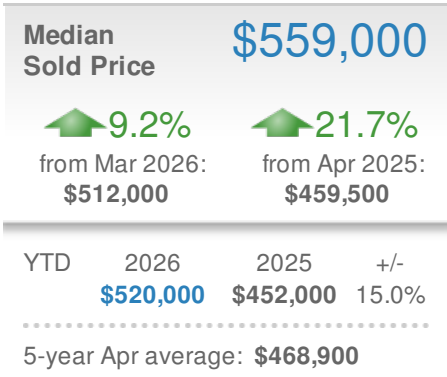 Median $559,000
Sold Price
9.2% 21.7%
from Mar 2026: from Apr 2025:
$512,000 $459,500
YTD 2026 2025 +/-
$520,000 $452,000 15.0%
5-year Apr average: $468,900